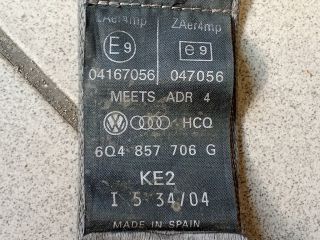 ZAer4mp ZAer4mp
E9 e9
04167056 047056
MEETS ADR 4
HCQ
6Q4 857 706 G
KE2
I 5 34/04
MADE IN SPAIN